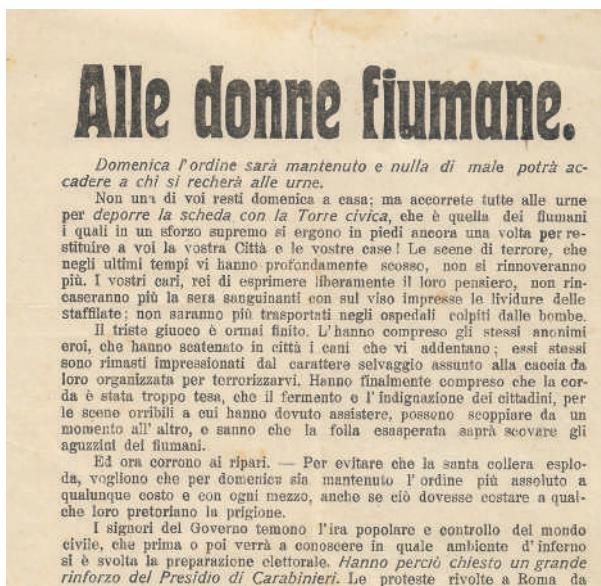 Alle donne fiumane.
Domenica l'ordine sarà mantenuto e nulla di male potrà ac-
cadere a chi si recherà alle urne.
Non una di voi resti domenica a casa; ma accorrete tutte alle urne
per deporre la scheda con la Torre civica, che è quella dei fiumani
i quali in un sforzo supremo si ergono in piedi ancora una volta per re-
stituire a voi la vostra Città e le vostre case! Le scene di terrore, che
negli ultimi tempi vi hanno profondamente scosso, non si rinnoveranno
più. I vostri cari, rei di esprimere liberamente il loro pensiero, non rin-
caseranno più la sera sanguinanti con sul viso impresse le lividure delle
staffilate; non saranno più trasportati negli ospedali colpiti dalle bombe.
Il triste giuoco è ormai finito. L'hanno compreso gli stessi anonimi
eroi, che hanno scatenato in città i cani che vi addentano; essi stessi
sono rimasti impressionati dal carattere selvaggio assunto alla caccia da
loro organizzata per terrorizzarvi. Hanno finalmente compreso che la cor-
da è stata troppo tesa, che il fermento e l'indignazione dei cittadini, per
le scene orribili a cui hanno dovuto assistere, possono scoppiare da un
momento all'altro, e sanno che la folla esasperata saprà scovare gli
aguzzini dei fiumani.
Ed ora corrono ai ripari. — Per evitare che la santa collera esplo-
da, vogliono che per domenica sia mantenuto l'ordine più assoluto a
qualunque costo e con ogni mezzo, anche se ciò dovesse costare a qual-
che loro pretoriano la prigione.
I signori del Governo temono l'ira popolare e controllo del mondo
civile, che prima o poi verrà a conoscere in quale ambiente d'inferno
si è svolta la preparazione elettorale. Hanno perciò chiesto un grande
rinforzo del Presidio di Carabinieri. Le proteste rivolte a Roma da